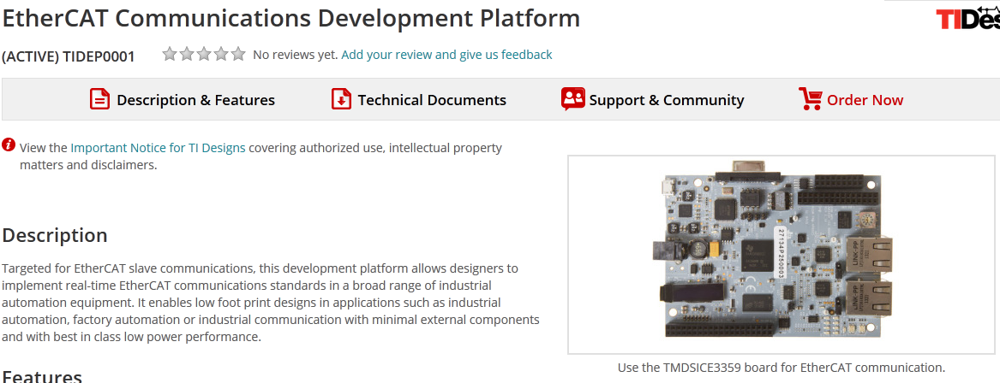 EtherCAT Communications Development Platform
TIDes
(ACTIVE) TIDEP0001
No reviews yet. Add your review and give us feedback
Description & Features
Technical Documents
Support & Community
Order Now
View the Important Notice for TI Designs covering authorized use, intellectual property
matters and disclaimers.
27134P2500003
LINK-PP
LINK-PP
Description
Targeted for EtherCAT slave communications, this development platform allows designers to
implement real-time EtherCAT communications standards in a broad range of industrial
automation equipment. It enables low foot print designs in applications such as industrial
automation, factory automation or industrial communication with minimal external components
and with best in class low power performance.
Use the TMDSICE3359 board for EtherCAT communication.
Features